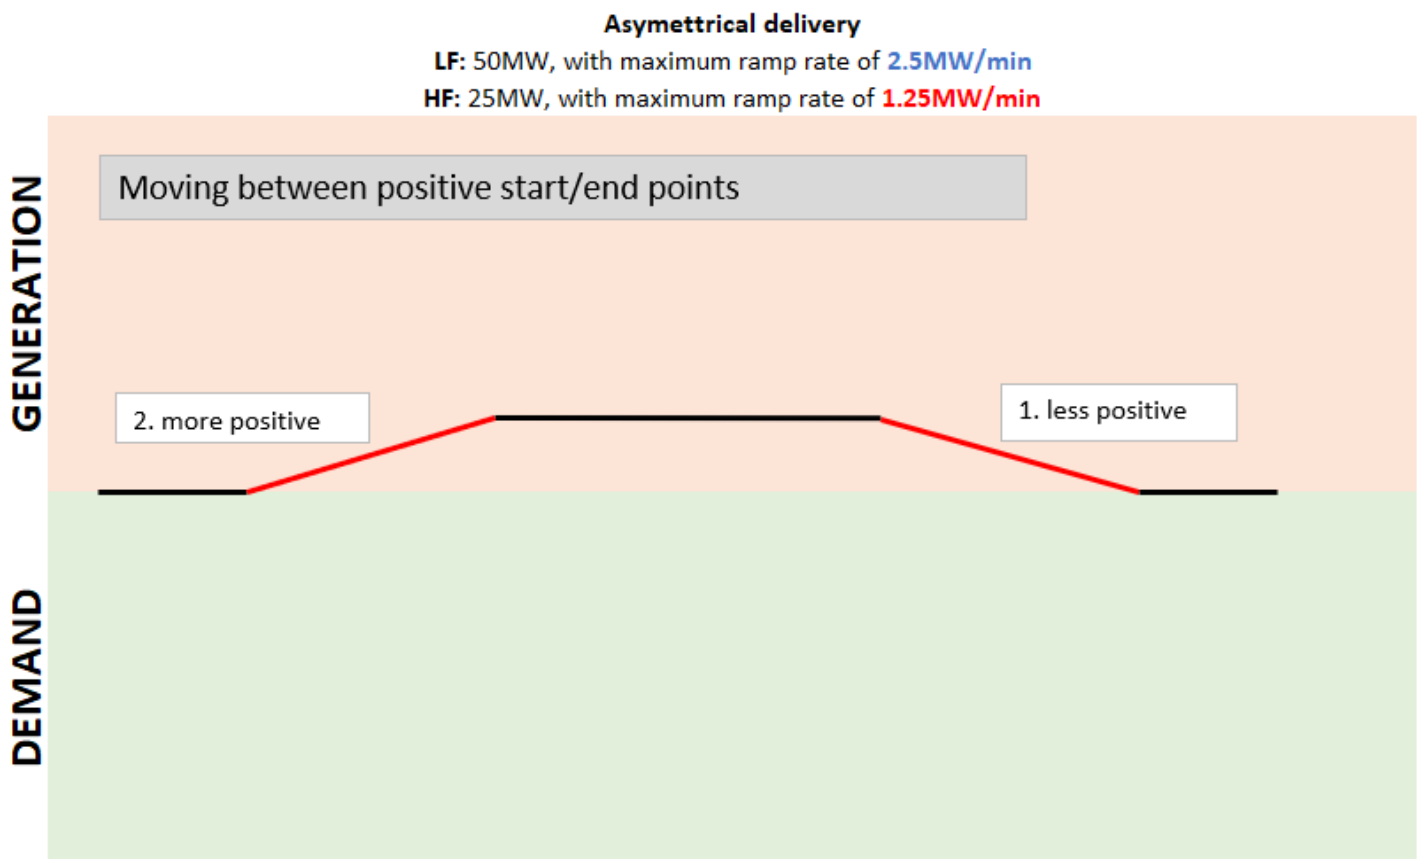 Asymettrical delivery
LF: 50MW, with maximum ramp rate of 2.5MW/min
HF: 25MW, with maximum ramp rate of 1.25MW/min
GENERATION
Moving between positive start/end points
2. more positive
1. less positive
DEMAND